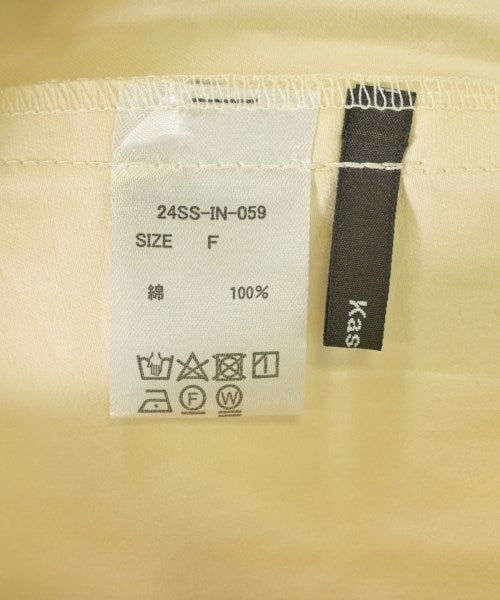 24SS-IN-059
SIZE F
綿 100%
F W
Kas